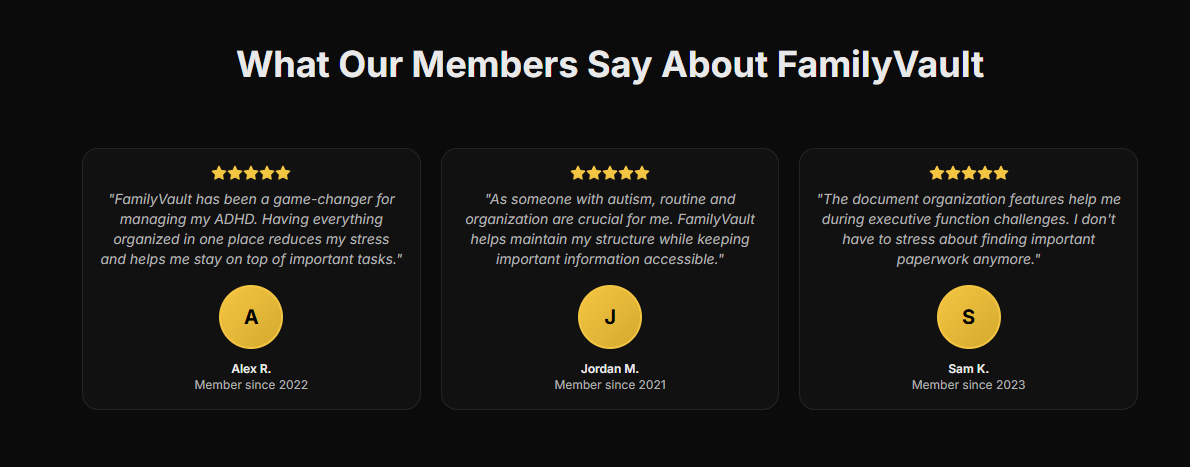 What Our Members Say About FamilyVault
"FamilyVault has been a game-changer for
managing my ADHD. Having everything
organized in one place reduces my stress
and helps me stay on top of important tasks."
A
Alex R.
Member since 2022
"As someone with autism, routine and
organization are crucial for me. FamilyVault
helps maintain my structure while keeping
important information accessible."
J
Jordan M.
Member since 2021
"The document organization features help me
during executive function challenges. I don't
have to stress about finding important
paperwork anymore."
S
Sam K.
Member since 2023